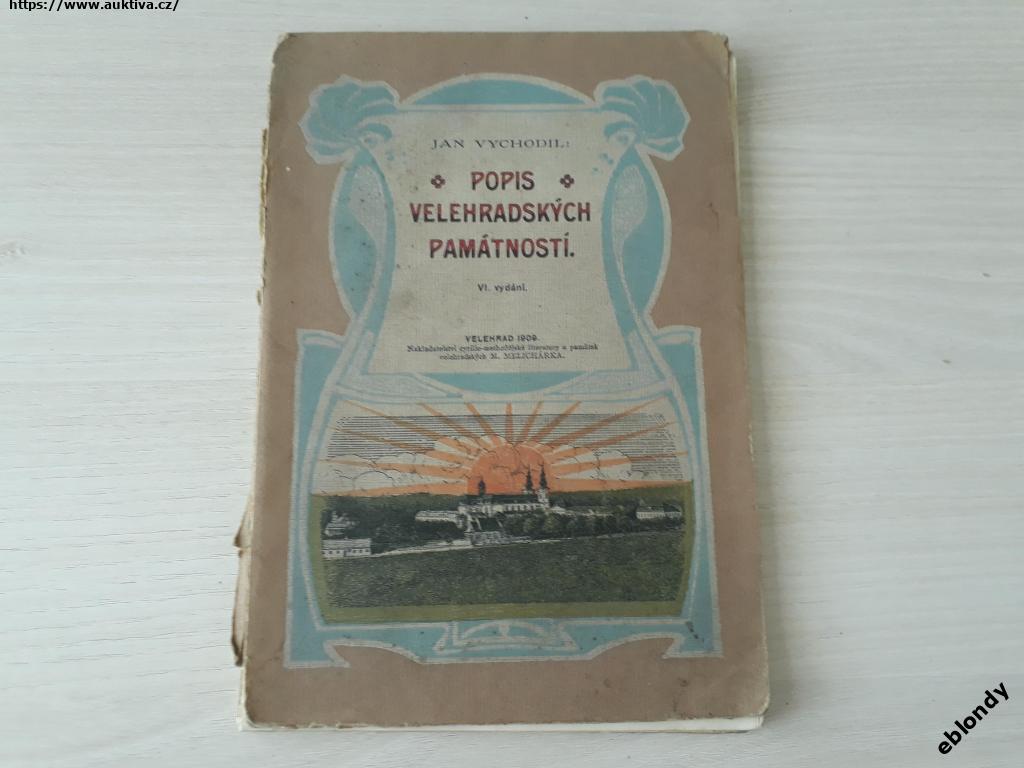 https://www.auktiva.cz/
JAN VYCHODIL:
POPIS
VELEHRADSKÝCH
PAMÁTNOSTÍ.
VI. vydání.
VELEHRAD 1909.
Nakladatelství cyrillo-methodějské literatury a památek
velehradských M. MELICHÁRKA.
eblondy